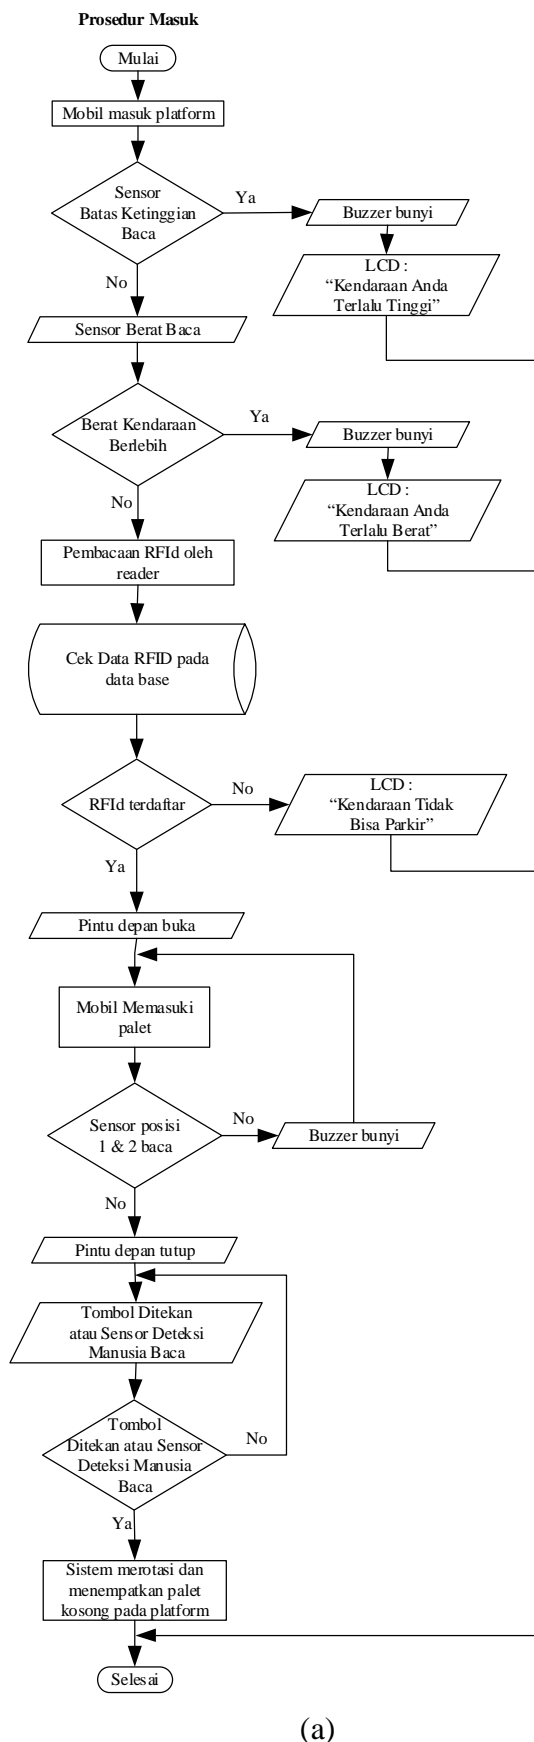 Prosedur Masuk
Mulai
Mobil masuk platform
Sensor
Batas Ketinggian
Baca
Ya
Buzzer bunyi
LCD :
“Kendaraan Anda
Terlalu Tinggi”
No
Sensor Berat Baca
Berat Kendaraan
Berlebih
Ya
Buzzer bunyi
LCD :
“Kendaraan Anda
Terlalu Berat”
No
Pembacaan RFId oleh
reader
Cek Data RFID pada
data base
RFId terdaftar
No
LCD :
“Kendaraan Tidak
Bisa Parkir”
Ya
Pintu depan buka
Mobil Memasuki
palet
Sensor posisi
1 & 2 baca
No
Buzzer bunyi
No
Pintu depan tutup
Tombol Ditekan
atau Sensor Deteksi
Manusia Baca
Tombol
Ditekan atau Sensor
Deteksi Manusia
Baca
No
Ya
Sistem merotasi dan
menempatkan palet
kosong pada platform
Selesai
(a)